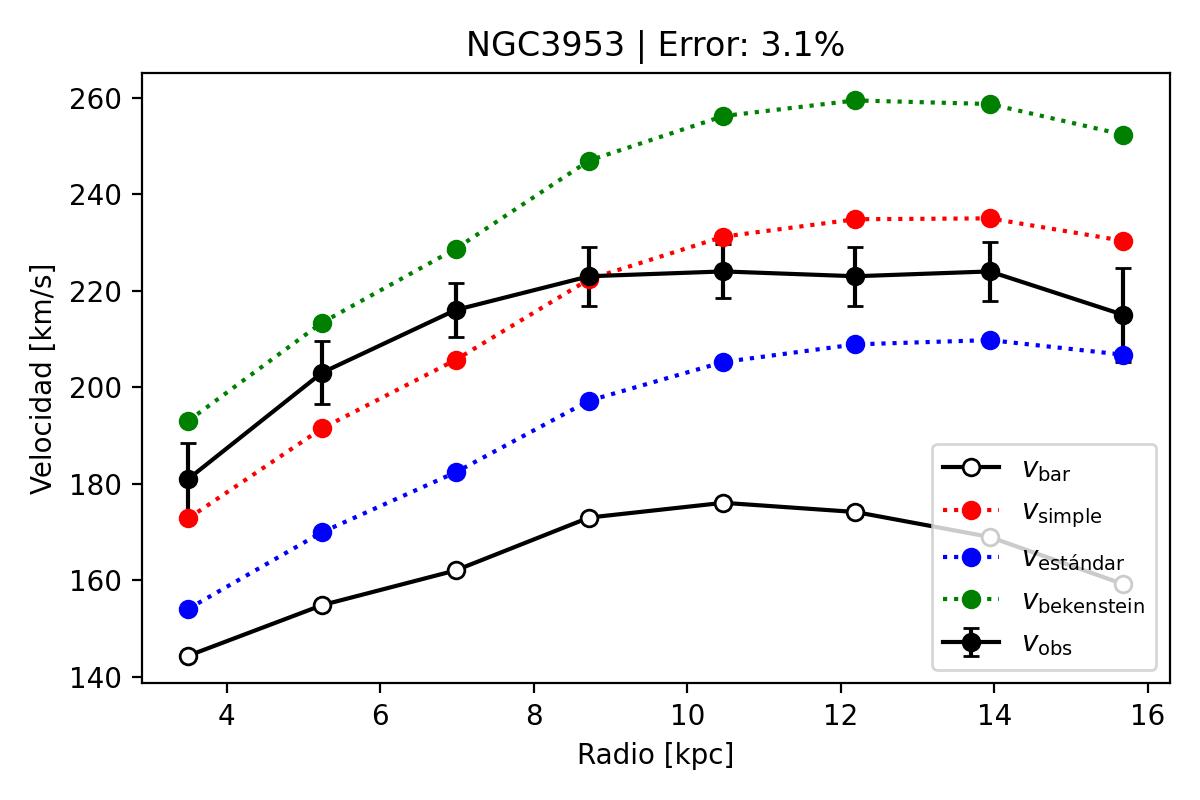 NGC3953 | Error: 3.1%
Velocidad [km/s]
260
240
220
200
180
160
140
4 6 8 10 12 14 16
Radio [kpc]
v_bar
v_simple
v_estándar
v_bekenstein
v_obs